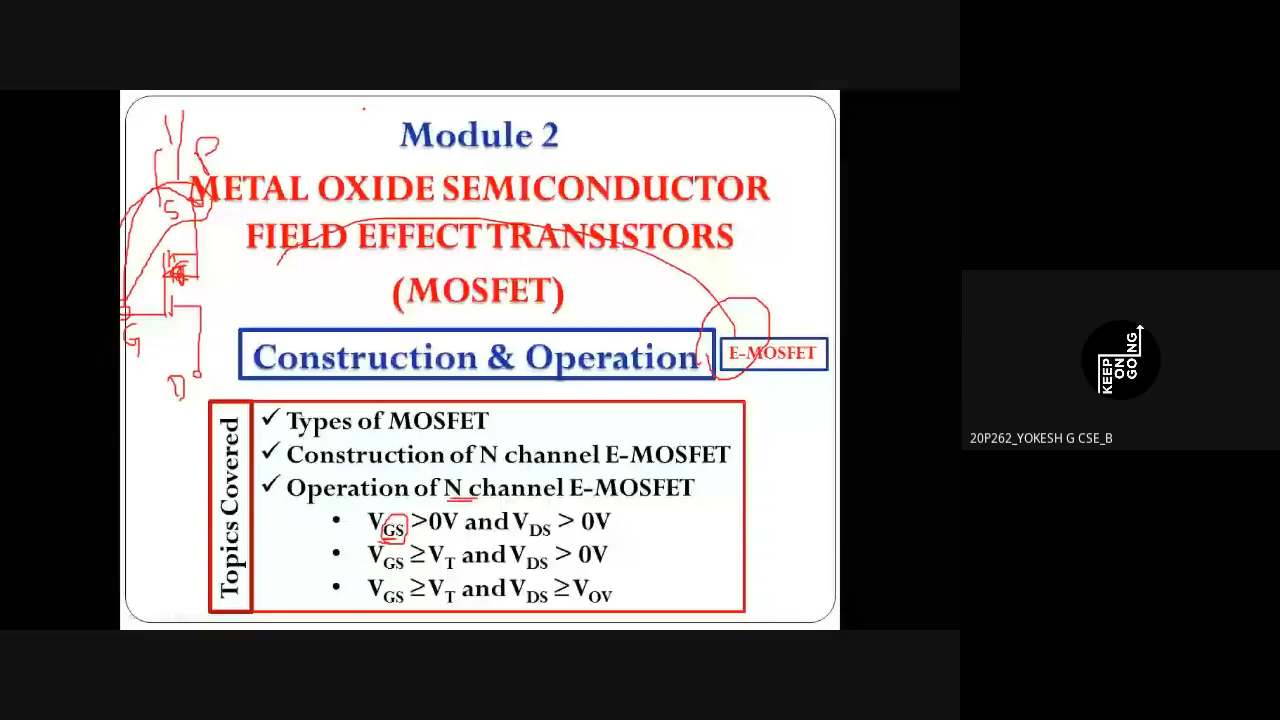 Module 2
METAL OXIDE SEMICONDUCTOR
FIELD EFFECT TRANSISTORS
(MOSFET)
Construction & Operation
E-MOSFET
Topics Covered
✓ Types of MOSFET
✓ Construction of N channel E-MOSFET
✓ Operation of N channel E-MOSFET
• VGS >0V and VDS > 0V
• VGS ≥VT and VDS > 0V
• VGS ≥VT and VDS ≥VOV
S
G
D
KEEP
ON
GOING
20P262_YOKESH G CSE_B